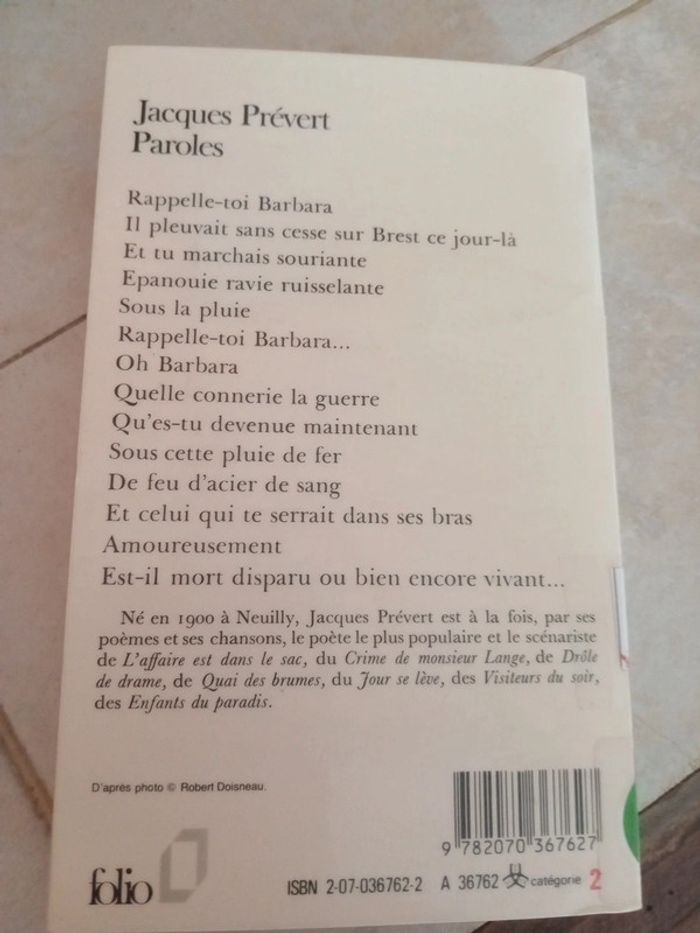 Jacques Prévert
Paroles
Rappelle-toi Barbara
Il pleuvait sans cesse sur Brest ce jour-là
Et tu marchais souriante
Epanouie ravie ruisselante
Sous la pluie
Rappelle-toi Barbara...
Oh Barbara
Quelle connerie la guerre
Qu'es-tu devenue maintenant
Sous cette pluie de fer
De feu d'acier de sang
Et celui qui te serrait dans ses bras
Amoureusement
Est-il mort disparu ou bien encore vivant...
Né en 1900 à Neuilly, Jacques Prévert est à la fois, par ses
poèmes et ses chansons, le poète le plus populaire et le scénariste
de L'affaire est dans le sac, du Crime de monsieur Lange, de Drôle
de drame, de Quai des brumes, du Jour se lève, des Visiteurs du soir,
des Enfants du paradis.
D'après photo © Robert Doisneau.
9 782070 367627
folio
ISBN 2-07-036762-2 A 36762 catégorie 2